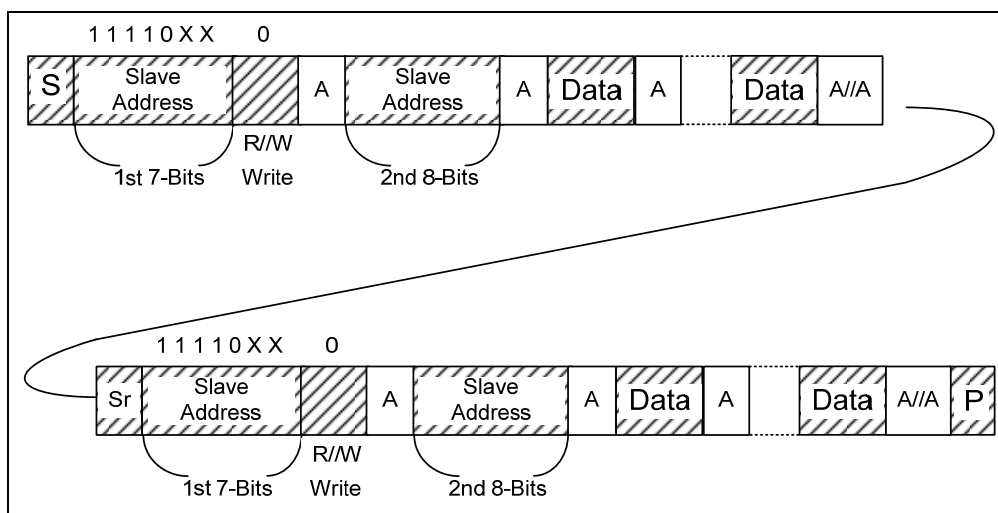 1 1 1 1 0 X X 0
S Slave Address A Slave Address A Data A Data A//A
R//W
1st 7-Bits Write 2nd 8-Bits
1 1 1 1 0 X X 0
Sr Slave Address A Slave Address A Data A Data A//A P
R//W
1st 7-Bits Write 2nd 8-Bits